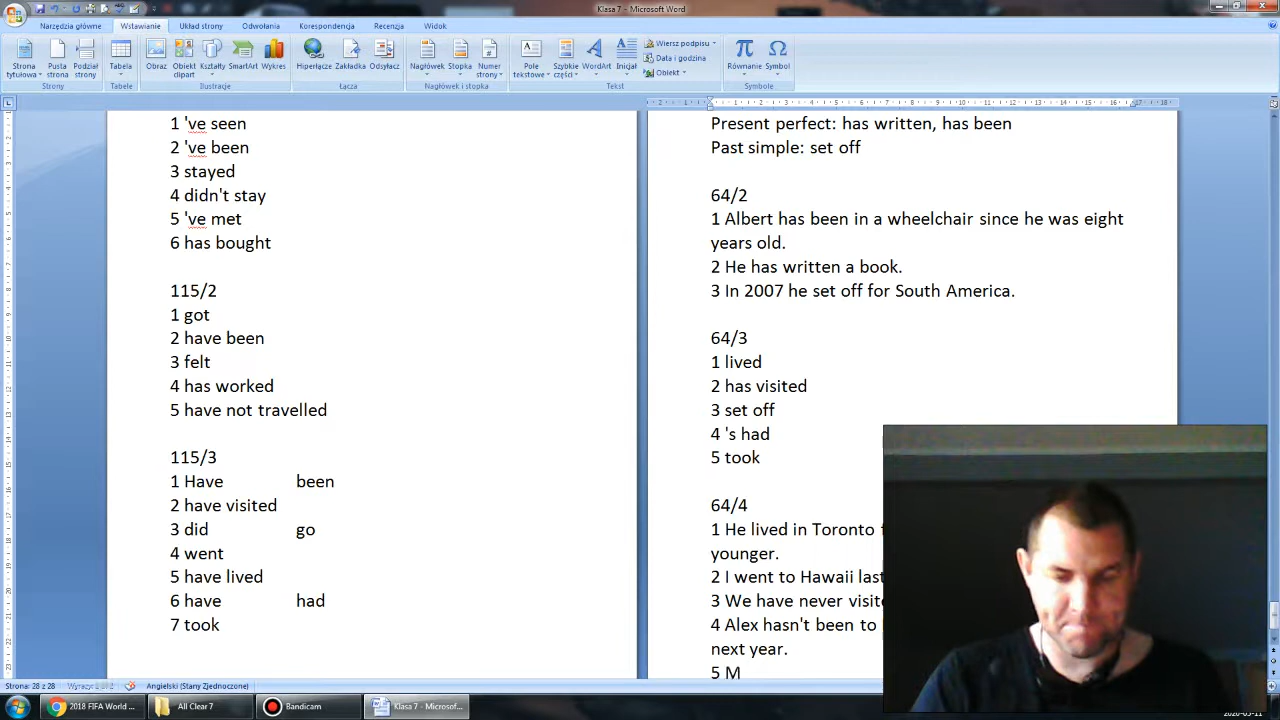 Klasa 7 - Microsoft Word
Narzędzia główne
Wstawianie
Układ strony
Odwołania
Korespondencja
Recenzja
Widok
Strona tytułowa
Pusta strona
Podział strony
Tabela
Obraz
Obiekt clipart
Kształty
SmartArt
Wykres
Hiperłącze
Zakładka
Odsyłacz
Nagłówek
Stopka
Numer strony
Pole tekstowe
Szybkie części
WordArt
Inicjał
Wiersz podpisu
Data i godzina
Obiekt
Równanie
Symbol
Strony
Tabele
Ilustracje
Łącza
Nagłówek i stopka
Tekst
Symbole
1 've seen
2 've been
3 stayed
4 didn't stay
5 've met
6 has bought
115/2
1 got
2 have been
3 felt
4 has worked
5 have not travelled
115/3
1 Have been
2 have visited
3 did go
4 went
5 have lived
6 have had
7 took
Present perfect: has written, has been
Past simple: set off
64/2
1 Albert has been in a wheelchair since he was eight
years old.
2 He has written a book.
3 In 2007 he set off for South America.
64/3
1 lived
2 has visited
3 set off
4 's had
5 took
64/4
1 He lived in Toronto
younger.
2 I went to Hawaii last
3 We have never
4 Alex hasn't been to
next year.
5 M
Strona: 28 z 28
Angielski (Stany Zjednoczone)
2018 FIFA World ...
All Clear 7
Bandicam
Klasa 7 - Microsof...